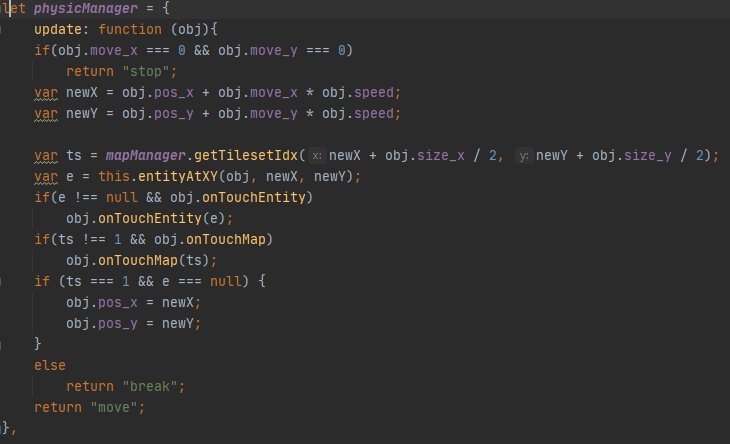 let physicManager = {
    update: function (obj){
    if(obj.move_x === 0 && obj.move_y === 0)
        return "stop";
    var newX = obj.pos_x + obj.move_x * obj.speed;
    var newY = obj.pos_y + obj.move_y * obj.speed;

    var ts = mapManager.getTilesetIdx( x: newX + obj.size_x / 2, y: newY + obj.size_y / 2);
    var e = this.entityAtXY(obj, newX, newY);
    if(e !== null && obj.onTouchEntity)
        obj.onTouchEntity(e);
    if(ts !== 1 && obj.onTouchMap)
        obj.onTouchMap(ts);
    if (ts === 1 && e === null) {
        obj.pos_x = newX;
        obj.pos_y = newY;
    }
    else
        return "break";
    return "move";
},